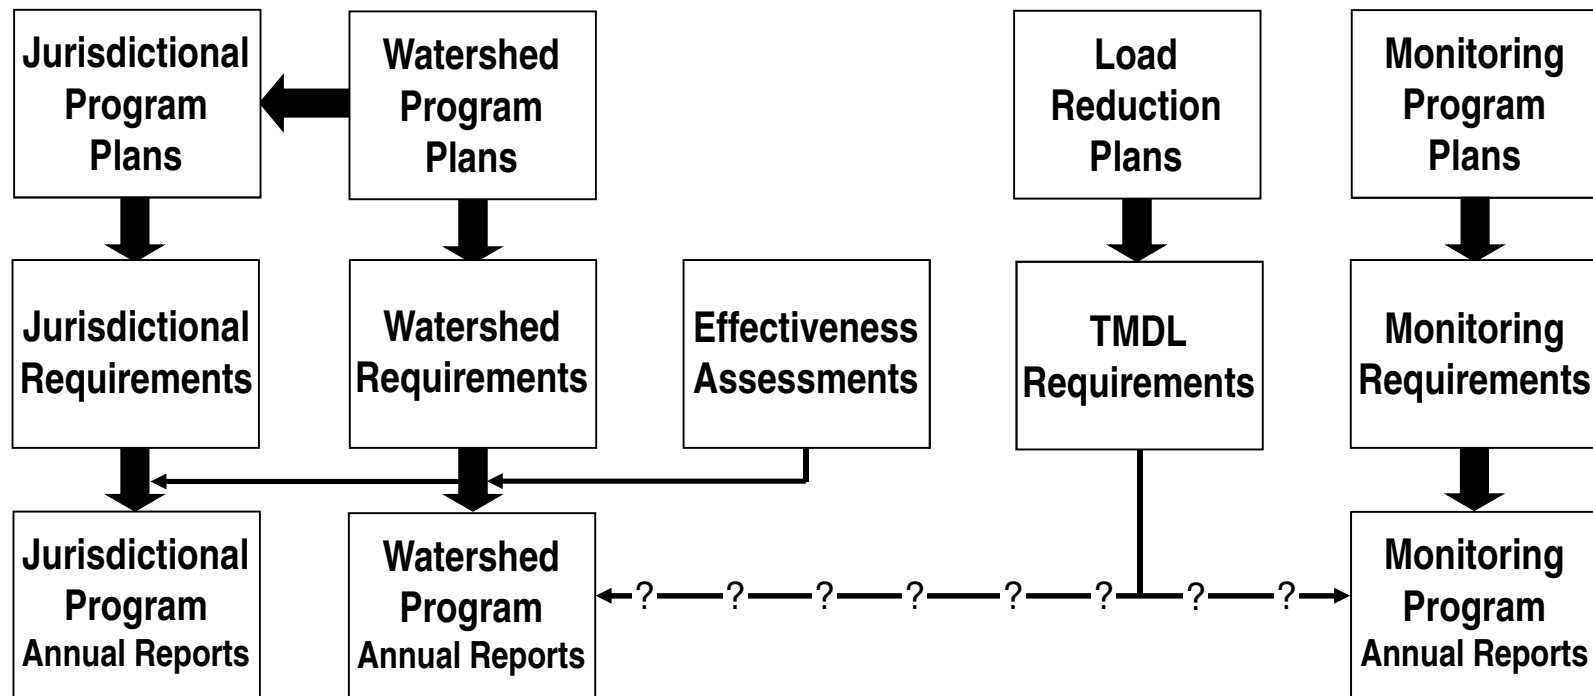 Jurisdictional
Program
Plans
Watershed
Program
Plans
Load
Reduction
Plans
Monitoring
Program
Plans
Jurisdictional
Requirements
Watershed
Requirements
Effectiveness
Assessments
TMDL
Requirements
Monitoring
Requirements
Jurisdictional
Program
Annual Reports
Watershed
Program
Annual Reports
? ? ? ? ? ? ? ?
Monitoring
Program
Annual Reports